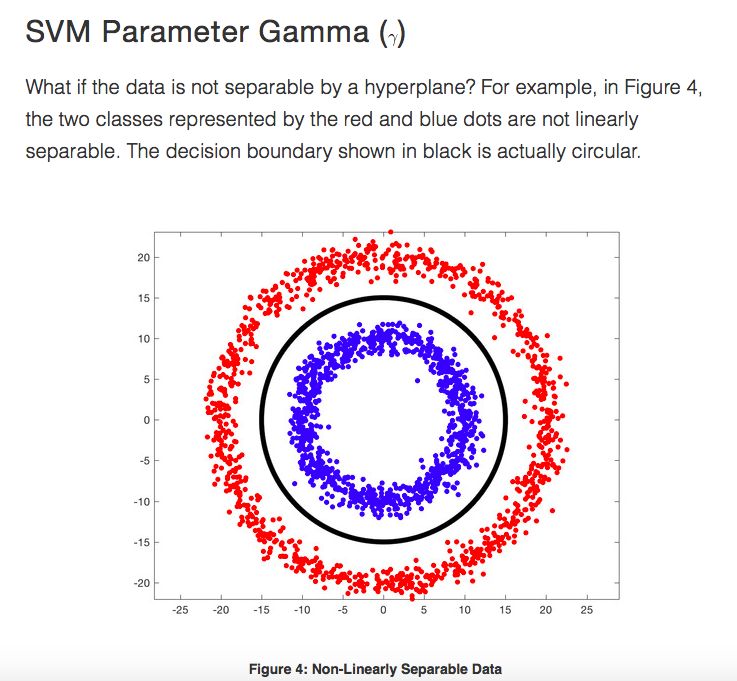 SVM Parameter Gamma (γ)
What if the data is not separable by a hyperplane? For example, in Figure 4,
the two classes represented by the red and blue dots are not linearly
separable. The decision boundary shown in black is actually circular.
20
15
10
5
0
-5
-10
-15
-20
-25 -20 -15 -10 -5 0 5 10 15 20 25
Figure 4: Non-Linearly Separable Data